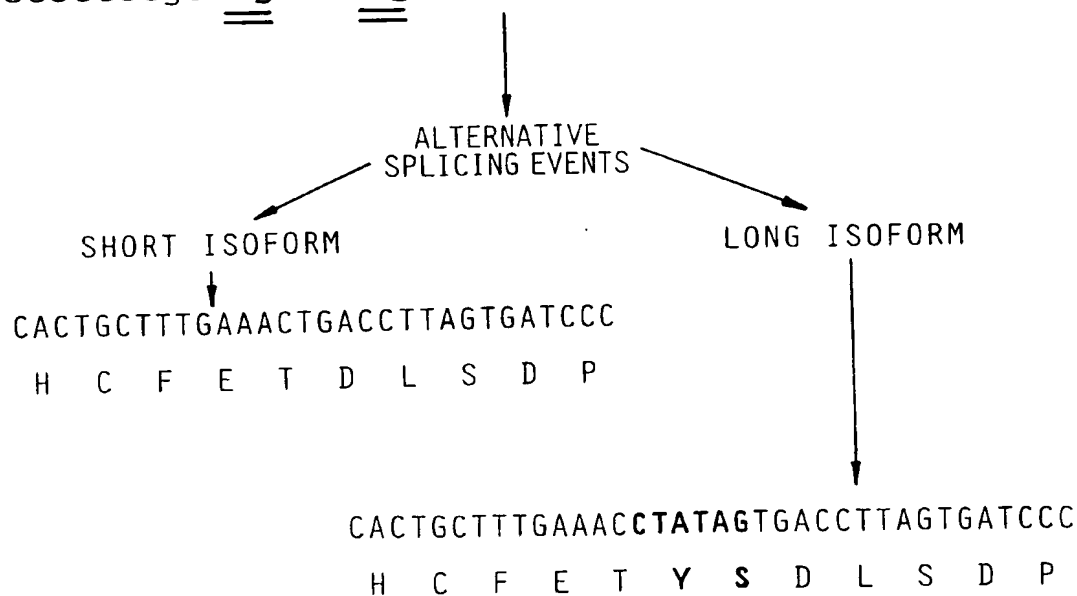 ALTERNATIVE
SPLICING EVENTS
SHORT ISOFORM
LONG ISOFORM
CACTGCTTTGAAACTGACCTTAGTGATCCC
H C F E T D L S D P
CACTGCTTTGAAACCTATAGTGACCTTAGTGATCCC
H C F E T Y S D L S D P